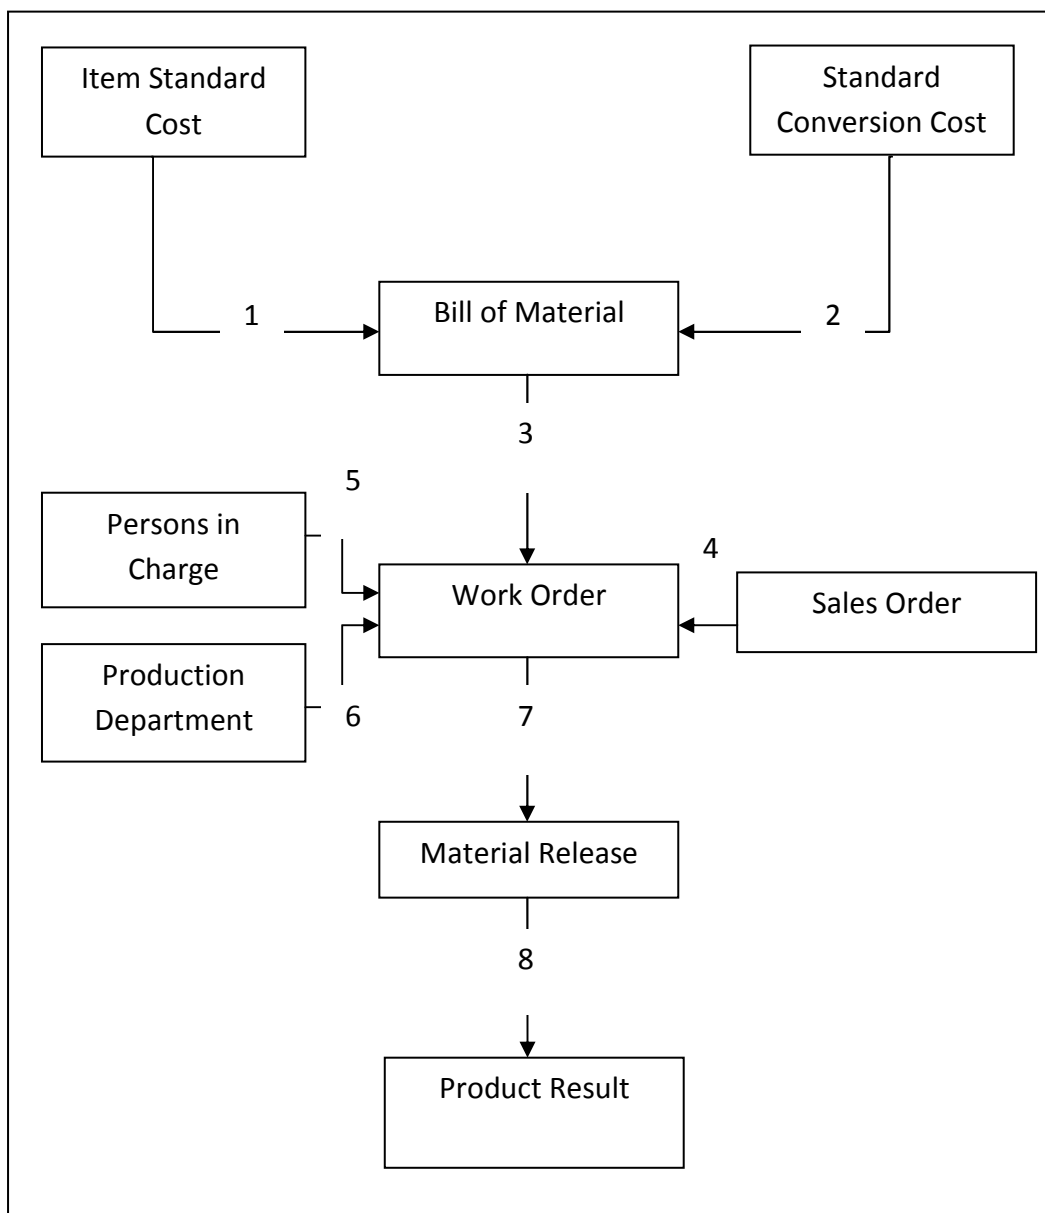 Item Standard
Cost
Standard
Conversion Cost
1
Bill of Material
2
3
5
Persons in
Charge
4
Work Order
Sales Order
Production
Department
6
7
Material Release
8
Product Result